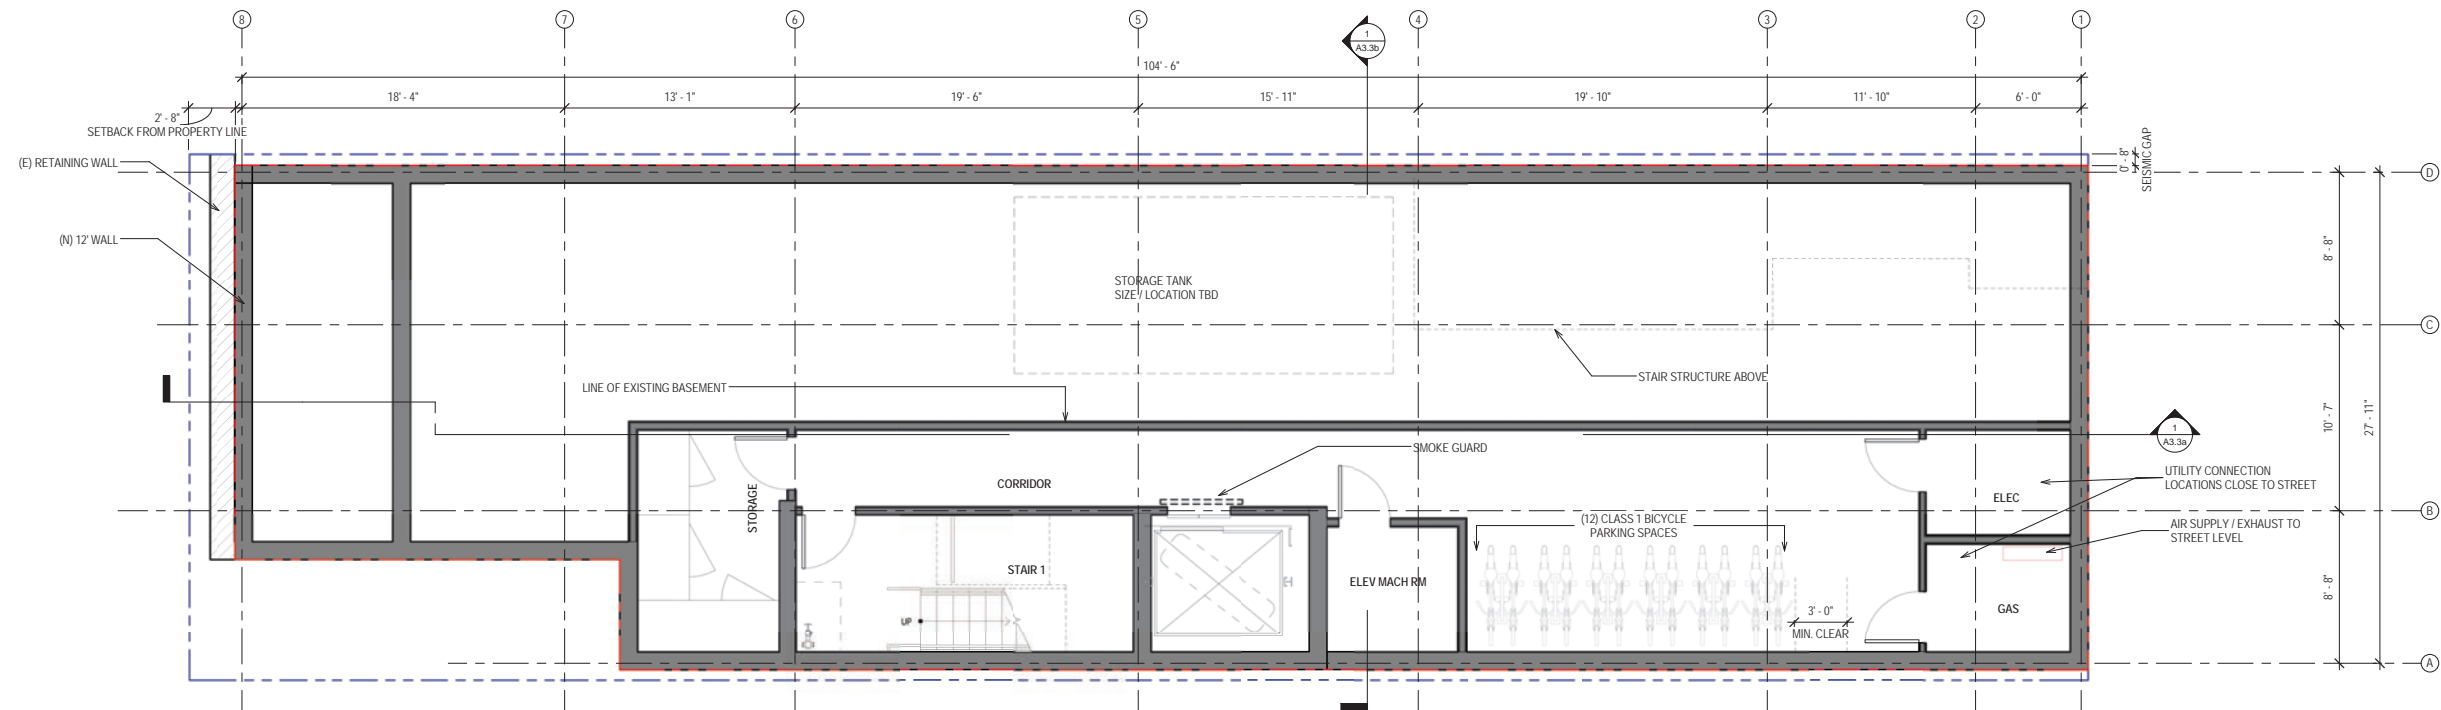 8
7
6
5
4
3
2
1
1
A3.3b
104' - 6"
18' - 4"
13' - 1"
19' - 6"
15' - 11"
19' - 10"
11' - 10"
6' - 0"
2' - 8"
SETBACK FROM PROPERTY LINE
0' - 8"
SEISMIC GAP
(E) RETAINING WALL
(N) 12' WALL
D
8' - 8"
STORAGE TANK
SIZE / LOCATION TBD
C
STAIR STRUCTURE ABOVE
LINE OF EXISTING BASEMENT
10' - 7"
27' - 11"
1
A3.3a
SMOKE GUARD
UTILITY CONNECTION
LOCATIONS CLOSE TO STREET
CORRIDOR
STORAGE
ELEC
B
(12) CLASS 1 BICYCLE
PARKING SPACES
AIR SUPPLY / EXHAUST TO
STREET LEVEL
STAIR 1
ELEV MACH RM
8' - 8"
GAS
3' - 0"
MIN. CLEAR
UP
A